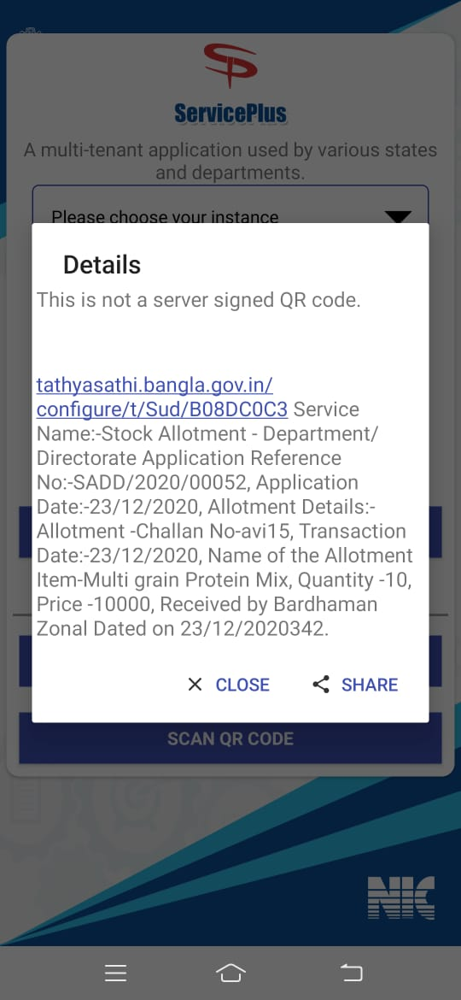 ServicePlus
A multi-tenant application used by various states
and departments.
Please choose your instance
Details
This is not a server signed QR code.
tathyasathi.bangla.gov.in/
configure/t/Sud/B08DC0C3 Service
Name:-Stock Allotment - Department/
Directorate Application Reference
No:-SADD/2020/00052, Application
Date:-23/12/2020, Allotment Details:-
Allotment -Challan No-avi15, Transaction
Date:-23/12/2020, Name of the Allotment
Item-Multi grain Protein Mix, Quantity -10,
Price -10000, Received by Bardhaman
Zonal Dated on 23/12/2020342.
CLOSE SHARE
SCAN QR CODE
NIC